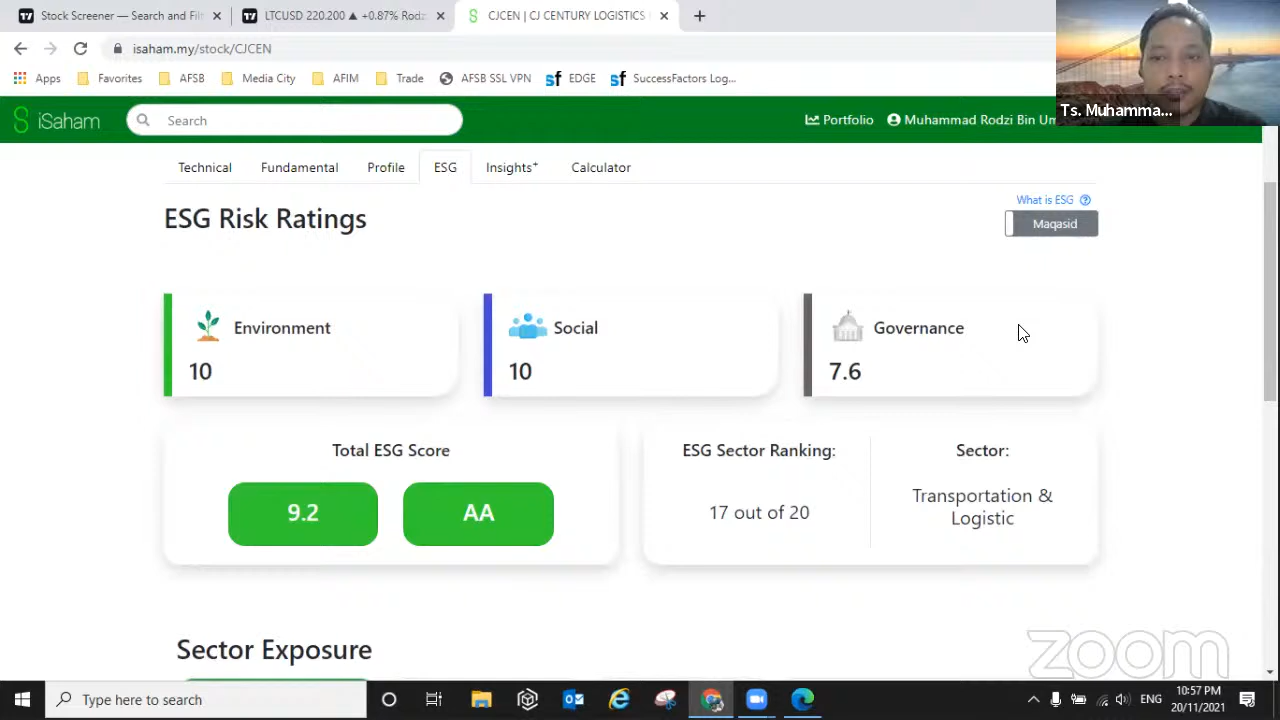 Stock Screener — Search and Filt
LTCUSD 220.200 ▲ +0.87% Rodz
CJCEN | CJ CENTURY LOGISTICS
isaham.my/stock/CJCEN
Apps
Favorites
AFSB
Media City
AFIM
Trade
AFSB SSL VPN
EDGE
SuccessFactors Log...
Ts. Muhamma...
iSaham
Search
Portfolio
Muhammad Rodzi Bin Um
Technical
Fundamental
Profile
ESG
Insights⁺
Calculator
What is ESG
ESG Risk Ratings
Maqasid
Environment
10
Social
10
Governance
7.6
Total ESG Score
9.2
AA
ESG Sector Ranking:
17 out of 20
Sector:
Transportation &
Logistic
Sector Exposure
zoom
Type here to search
ENG
10:57 PM
20/11/2021